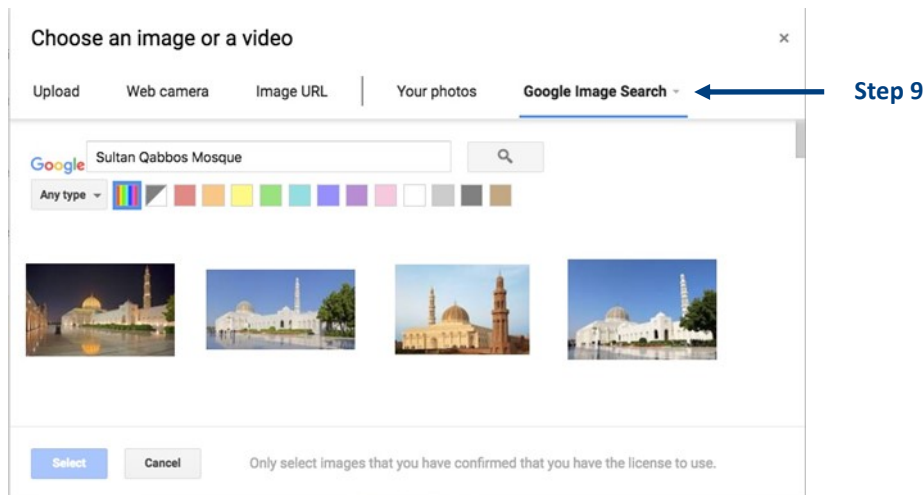 Choose an image or a video ×
Upload Web camera Image URL Your photos Google Image Search
Step 9
Google Sultan Qabbos Mosque
Any type
Select Cancel Only select images that you have confirmed that you have the license to use.